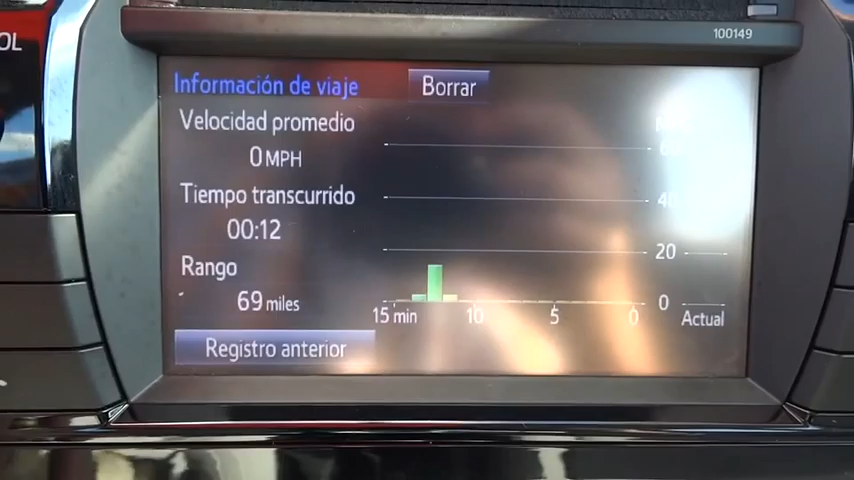 OL
100149
Información de viaje
Borrar
Velocidad promedio
0 MPH
Tiempo transcurrido
00:12
Rango
69 miles
Registro anterior
40
20
0
15 min
10
5
0
Actual